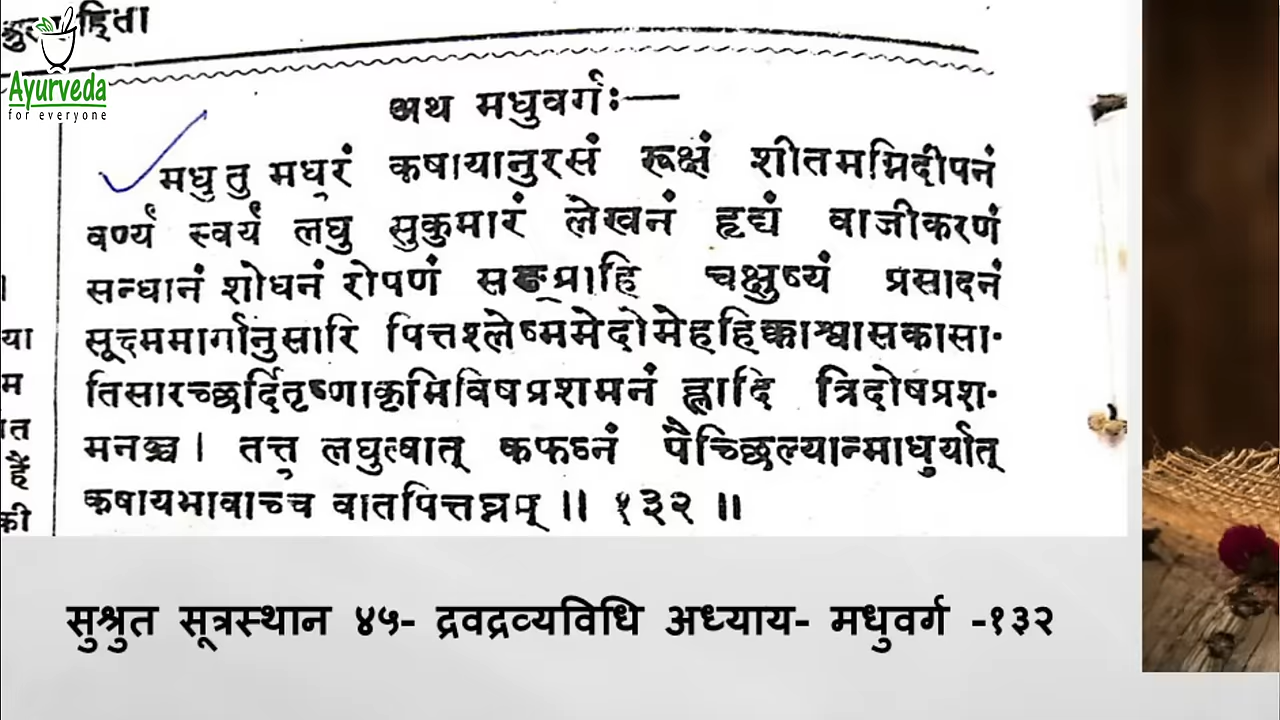 सुश्रुतसंहिता
Ayurveda
for everyone
अथ मधुवर्गः—
मधु तु मधुरं कषायानुरसं रूक्षं शीतमग्निदीपनं
वर्ण्यं स्वर्यं लघु सुकुमारं लेखनं हृद्यं वाजीकरणं
सन्धानं शोधनं रोपणं सङ्ग्राहि चक्षुष्यं प्रसादनं
सूक्ष्ममार्गानुसारि पित्तश्लेष्ममेदोमेहहिक्काश्वासकासा-
तिसारच्छर्दितृष्णाकृमिविषप्रशमनं ह्लादि त्रिदोषप्रश-
मनञ्च। तत्तु लघुत्वात् कफघ्नं पैच्छिल्यान्माधुर्यात्
कषायभावाच्च वातपित्तघ्नम् ॥ १३२ ॥
।
या
म
त
हैं
की
सुश्रुत सूत्रस्थान ४५- द्रवद्रव्यविधि अध्याय- मधुवर्ग -१३२